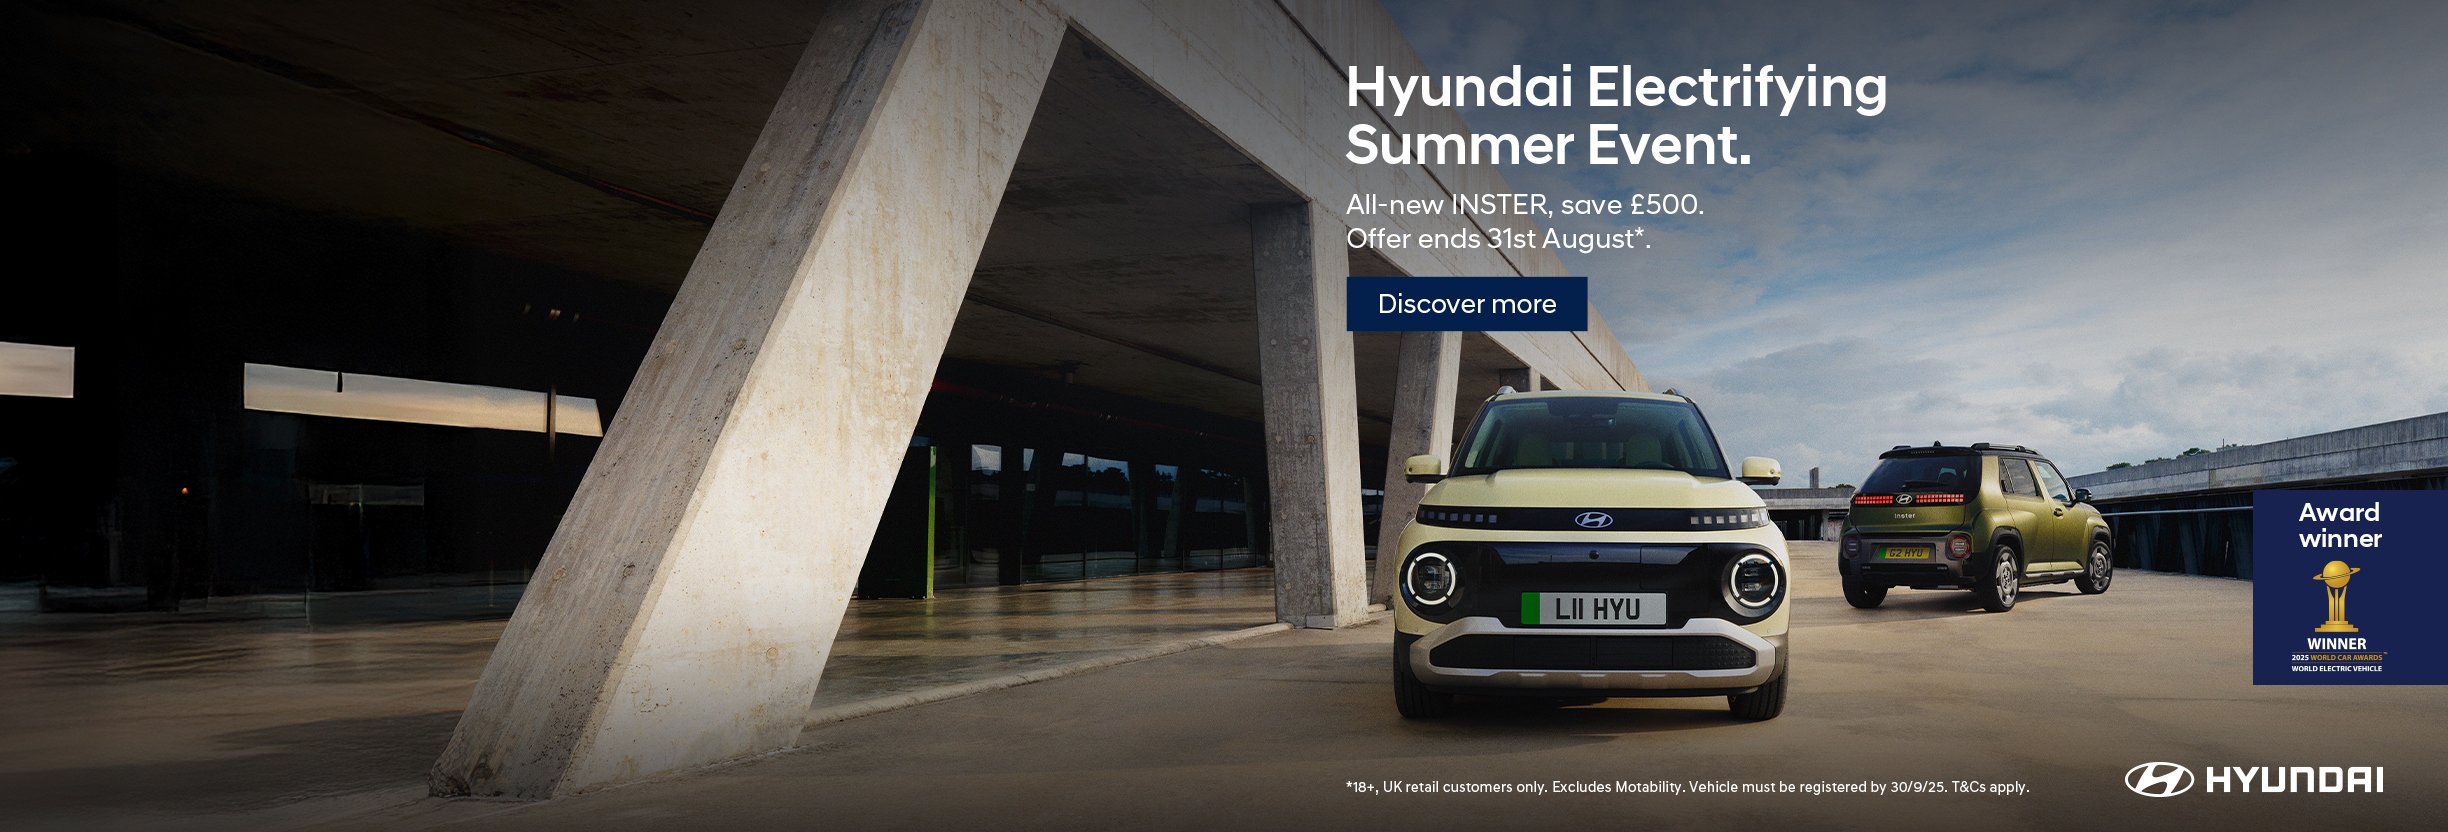 Hyundai Electrifying
Summer Event.
All-new INSTER, save £500.
Offer ends 31st August*.
Discover more
inster
G2 HYU
L11 HYU
Award
winner
WINNER
2025 WORLD CAR AWARDS™
WORLD ELECTRIC VEHICLE
*18+, UK retail customers only. Excludes Motability. Vehicle must be registered by 30/9/25. T&Cs apply.
HYUNDAI